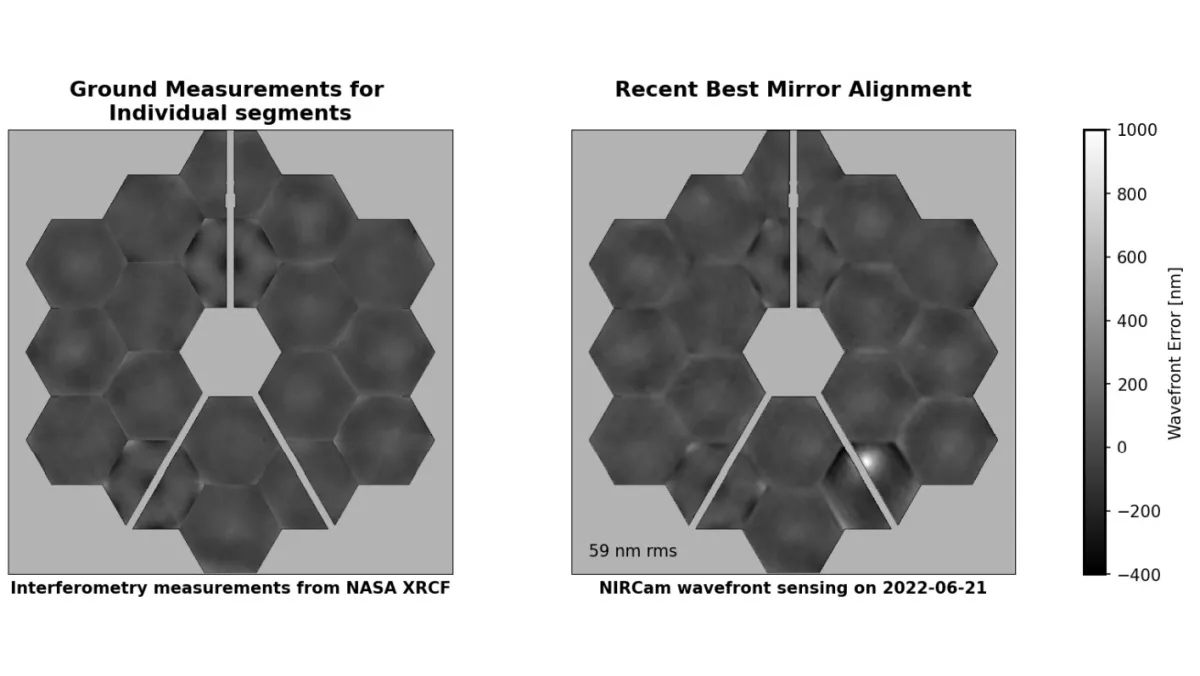 Ground Measurements for
Individual segments
Interferometry measurements from NASA XRCF
Recent Best Mirror Alignment
59 nm rms
NIRCam wavefront sensing on 2022-06-21
1000
800
600
400
200
0
−200
−400
Wavefront Error [nm]